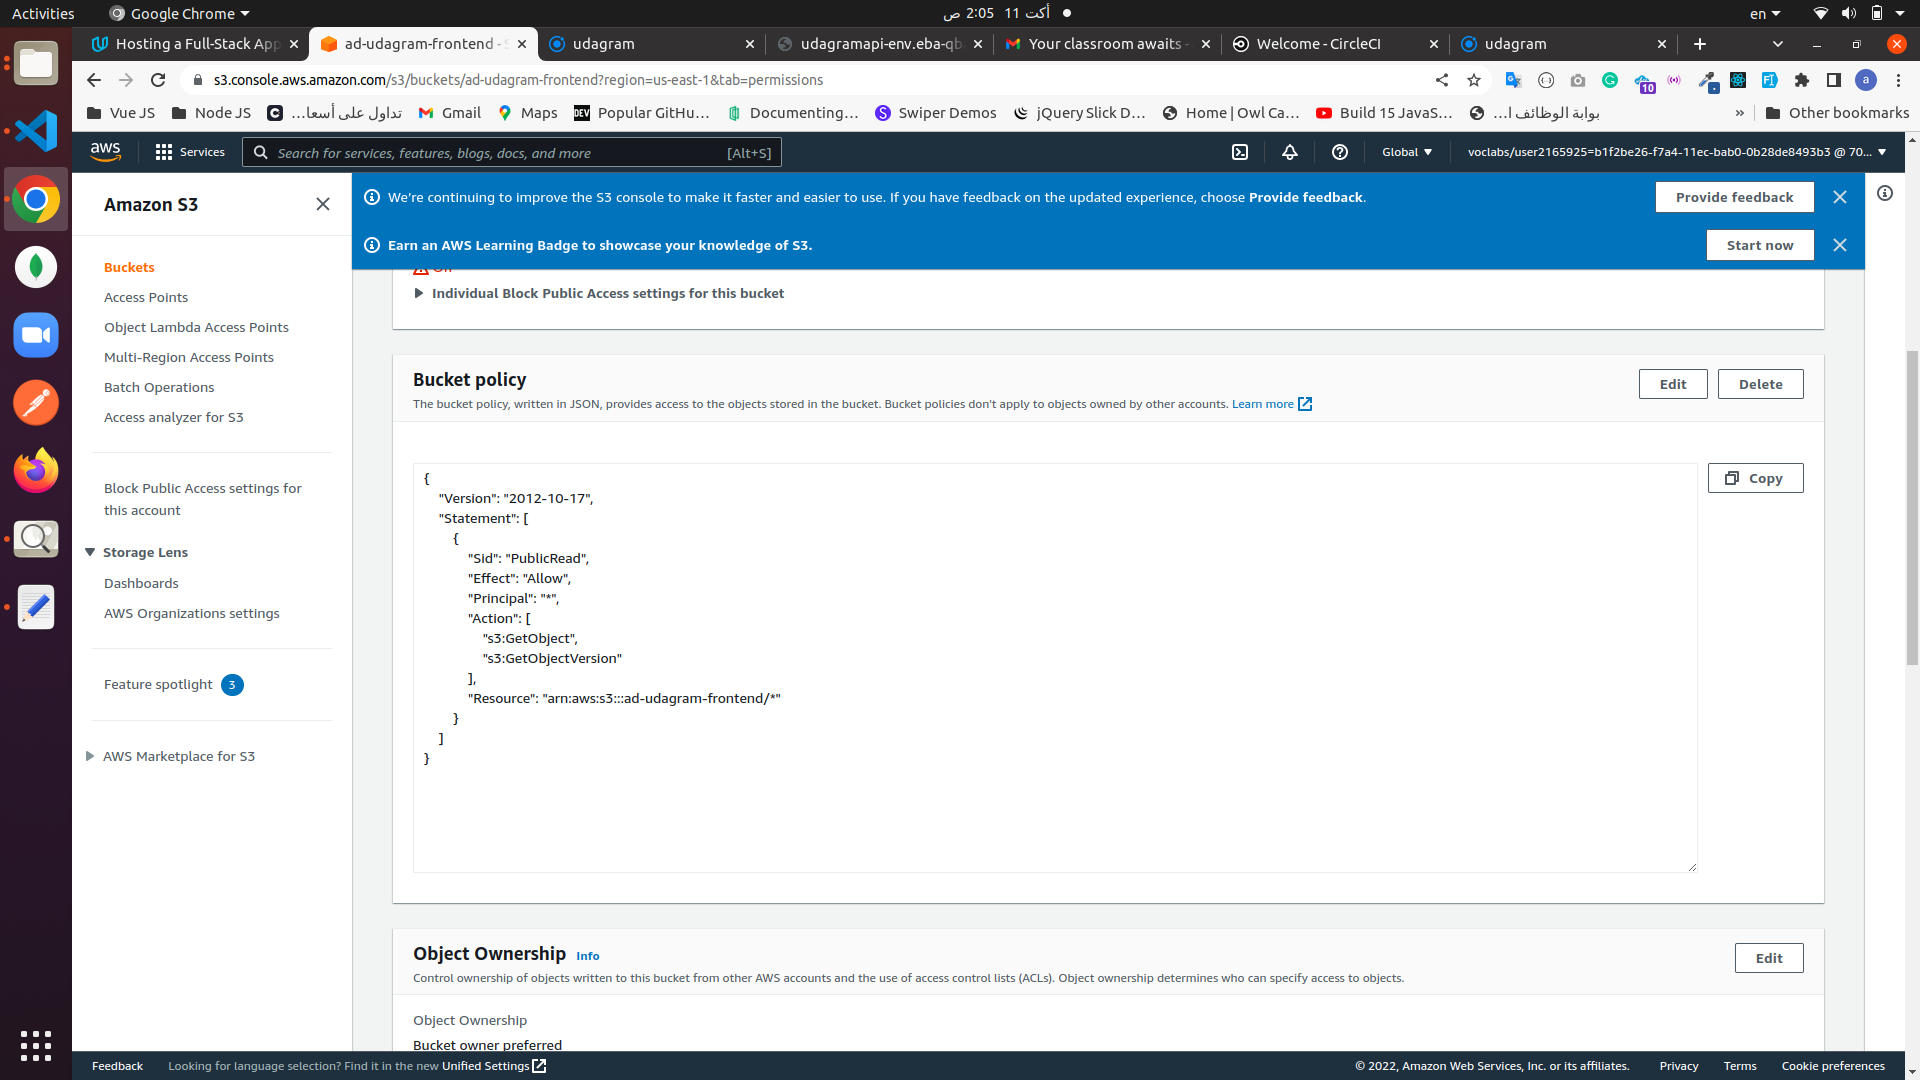 Activities
Google Chrome
أكت 11 2:05 ص
en
Hosting a Full-Stack App
ad-udagram-frontend - S
udagram
udagramapi-env.eba-qb
Your classroom awaits -
Welcome - CircleCI
udagram
s3.console.aws.amazon.com/s3/buckets/ad-udagram-frontend?region=us-east-1&tab=permissions
10
a
Vue JS
Node JS
تداول على أسعا...
Gmail
Maps
DEV
Popular GitHu...
Documenting...
Swiper Demos
jQuery Slick D...
Home | Owl Ca...
Build 15 JavaS...
بوابة الوظائف ا...
»
Other bookmarks
aws
Services
Search for services, features, blogs, docs, and more
[Alt+S]
Global
voclabs/user2165925=b1f2be26-f7a4-11ec-bab0-0b28de8493b3 @ 70...
Amazon S3
We're continuing to improve the S3 console to make it faster and easier to use. If you have feedback on the updated experience, choose Provide feedback.
Provide feedback
Earn an AWS Learning Badge to showcase your knowledge of S3.
Start now
Buckets
Access Points
Object Lambda Access Points
Multi-Region Access Points
Batch Operations
Access analyzer for S3
Block Public Access settings for
this account
Storage Lens
Dashboards
AWS Organizations settings
Feature spotlight 3
AWS Marketplace for S3
Individual Block Public Access settings for this bucket
Bucket policy
Edit
Delete
The bucket policy, written in JSON, provides access to the objects stored in the bucket. Bucket policies don't apply to objects owned by other accounts. Learn more
Copy
{
"Version": "2012-10-17",
"Statement": [
{
"Sid": "PublicRead",
"Effect": "Allow",
"Principal": "*",
"Action": [
"s3:GetObject",
"s3:GetObjectVersion"
],
"Resource": "arn:aws:s3:::ad-udagram-frontend/*"
}
]
}
Object Ownership Info
Edit
Control ownership of objects written to this bucket from other AWS accounts and the use of access control lists (ACLs). Object ownership determines who can specify access to objects.
Object Ownership
Bucket owner preferred
Feedback
Looking for language selection? Find it in the new Unified Settings
© 2022, Amazon Web Services, Inc. or its affiliates.
Privacy
Terms
Cookie preferences